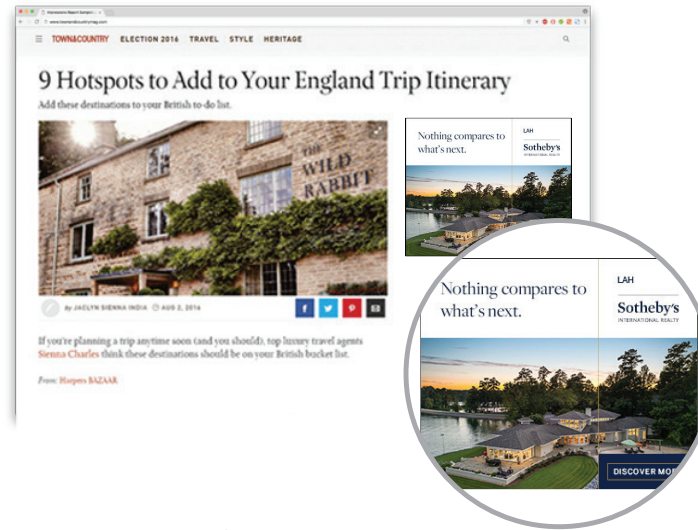 www.townandcountrymag.com
TOWN&COUNTRY ELECTION 2016 TRAVEL STYLE HERITAGE
9 Hotspots to Add to Your England Trip Itinerary
Add these destinations to your British to-do list.
THE
WILD
RABBIT
By JACLYN SIENNA INDIA AUG 2, 2016
If you're planning a trip anytime soon (and you should), top luxury travel agents
Sienna Charles think these destinations should be on your British bucket list.
From: Harpers BAZAAR
Nothing compares to
what's next.
LAH
Sotheby's
INTERNATIONAL REALTY
Nothing compares to
what's next.
LAH
Sotheby's
INTERNATIONAL REALTY
DISCOVER MO